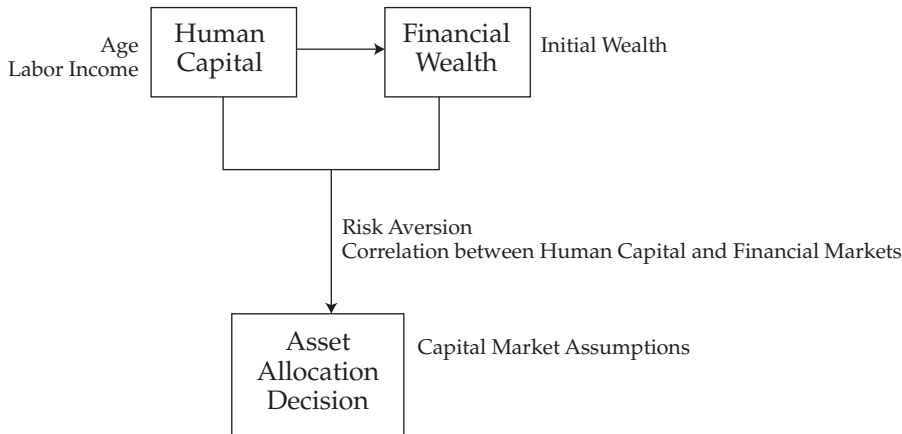 Age
Labor Income
Human
Capital
Financial
Wealth
Initial Wealth
Risk Aversion
Correlation between Human Capital and Financial Markets
Asset
Allocation
Decision
Capital Market Assumptions